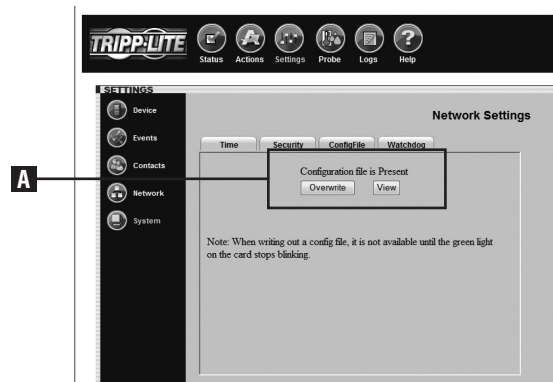 TRIPP·LITE
Status Actions Settings Probe Logs Help
SETTINGS
Device
Events
Contacts
Network
System
Network Settings
Time Security ConfigFile Watchdog
A
Configuration file is Present
Overwrite View
Note: When writing out a config file, it is not available until the green light
on the card stops blinking.